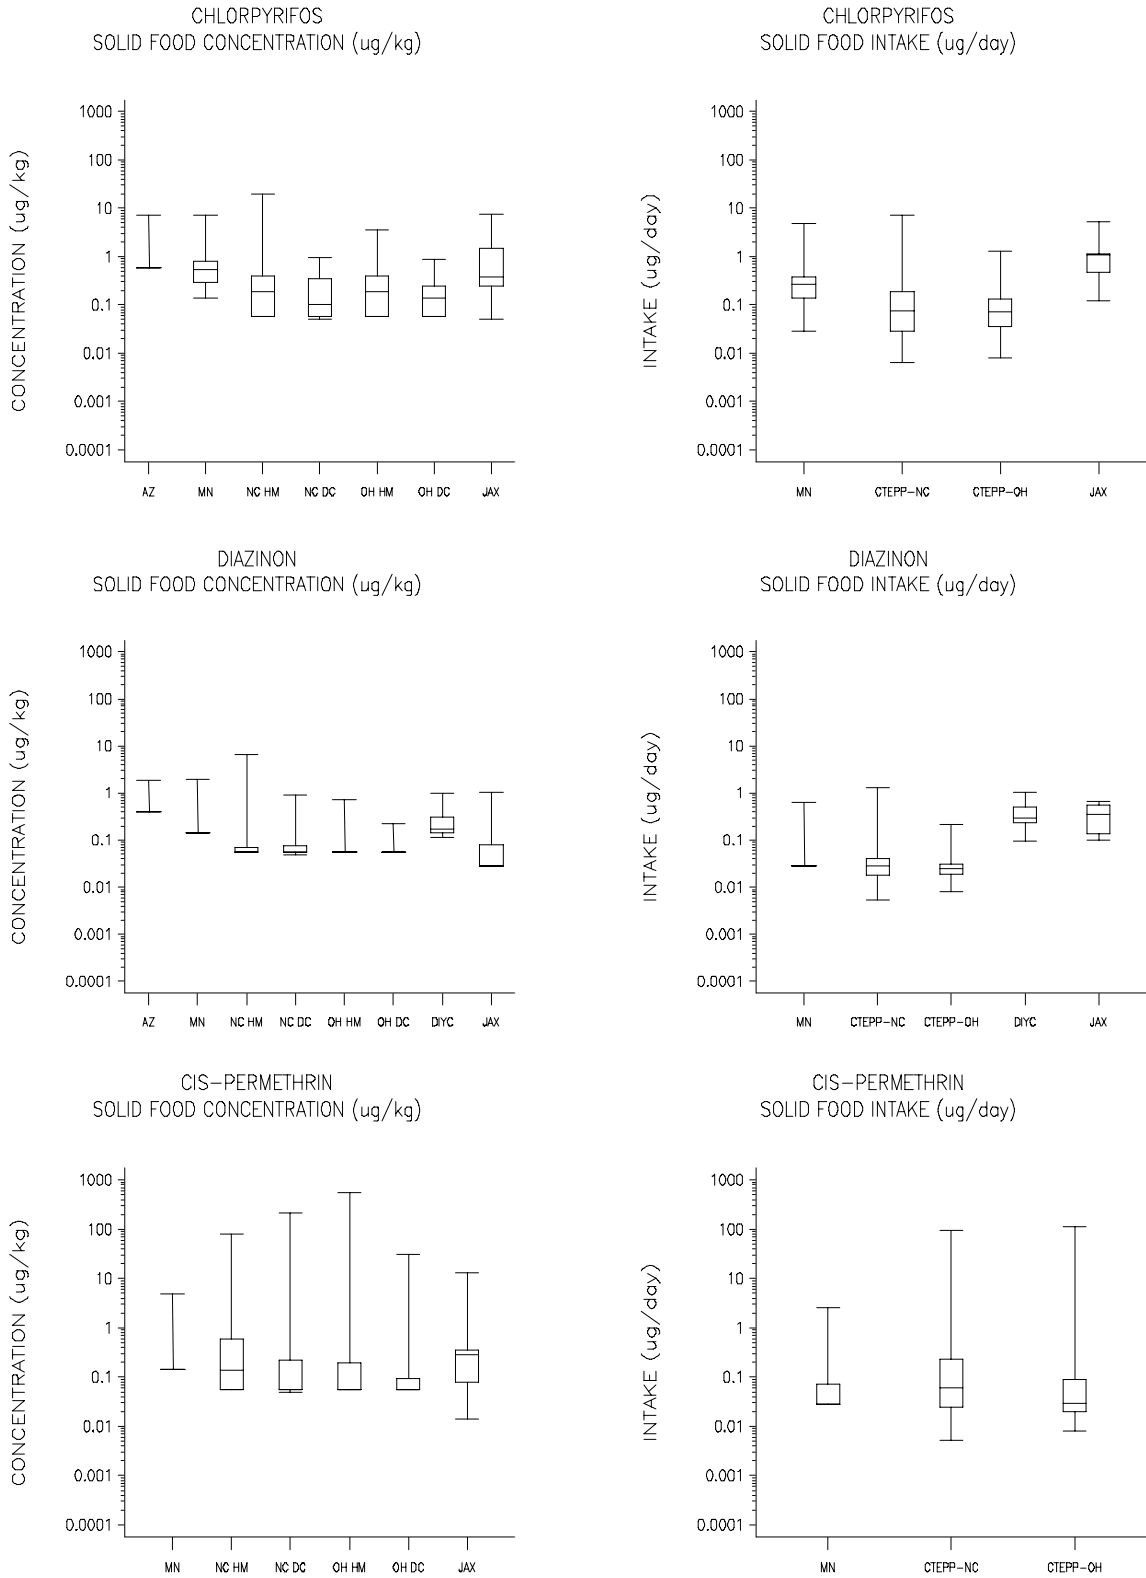 CHLORPYRIFOS
SOLID FOOD CONCENTRATION (ug/kg)
CONCENTRATION (ug/kg)
1000
100
10
1
0.1
0.01
0.001
0.0001
AZ MN NC HM NC DC OH HM OH DC JAX
CHLORPYRIFOS
SOLID FOOD INTAKE (ug/day)
INTAKE (ug/day)
1000
100
10
1
0.1
0.01
0.001
0.0001
MN CTEPP-NC CTEPP-OH JAX
DIAZINON
SOLID FOOD CONCENTRATION (ug/kg)
CONCENTRATION (ug/kg)
1000
100
10
1
0.1
0.01
0.001
0.0001
AZ MN NC HM NC DC OH HM OH DC DIYC JAX
DIAZINON
SOLID FOOD INTAKE (ug/day)
INTAKE (ug/day)
1000
100
10
1
0.1
0.01
0.001
0.0001
MN CTEPP-NC CTEPP-OH DIYC JAX
CIS-PERMETHRIN
SOLID FOOD CONCENTRATION (ug/kg)
CONCENTRATION (ug/kg)
1000
100
10
1
0.1
0.01
0.001
0.0001
MN NC HM NC DC OH HM OH DC JAX
CIS-PERMETHRIN
SOLID FOOD INTAKE (ug/day)
INTAKE (ug/day)
1000
100
10
1
0.1
0.01
0.001
0.0001
MN CTEPP-NC CTEPP-OH